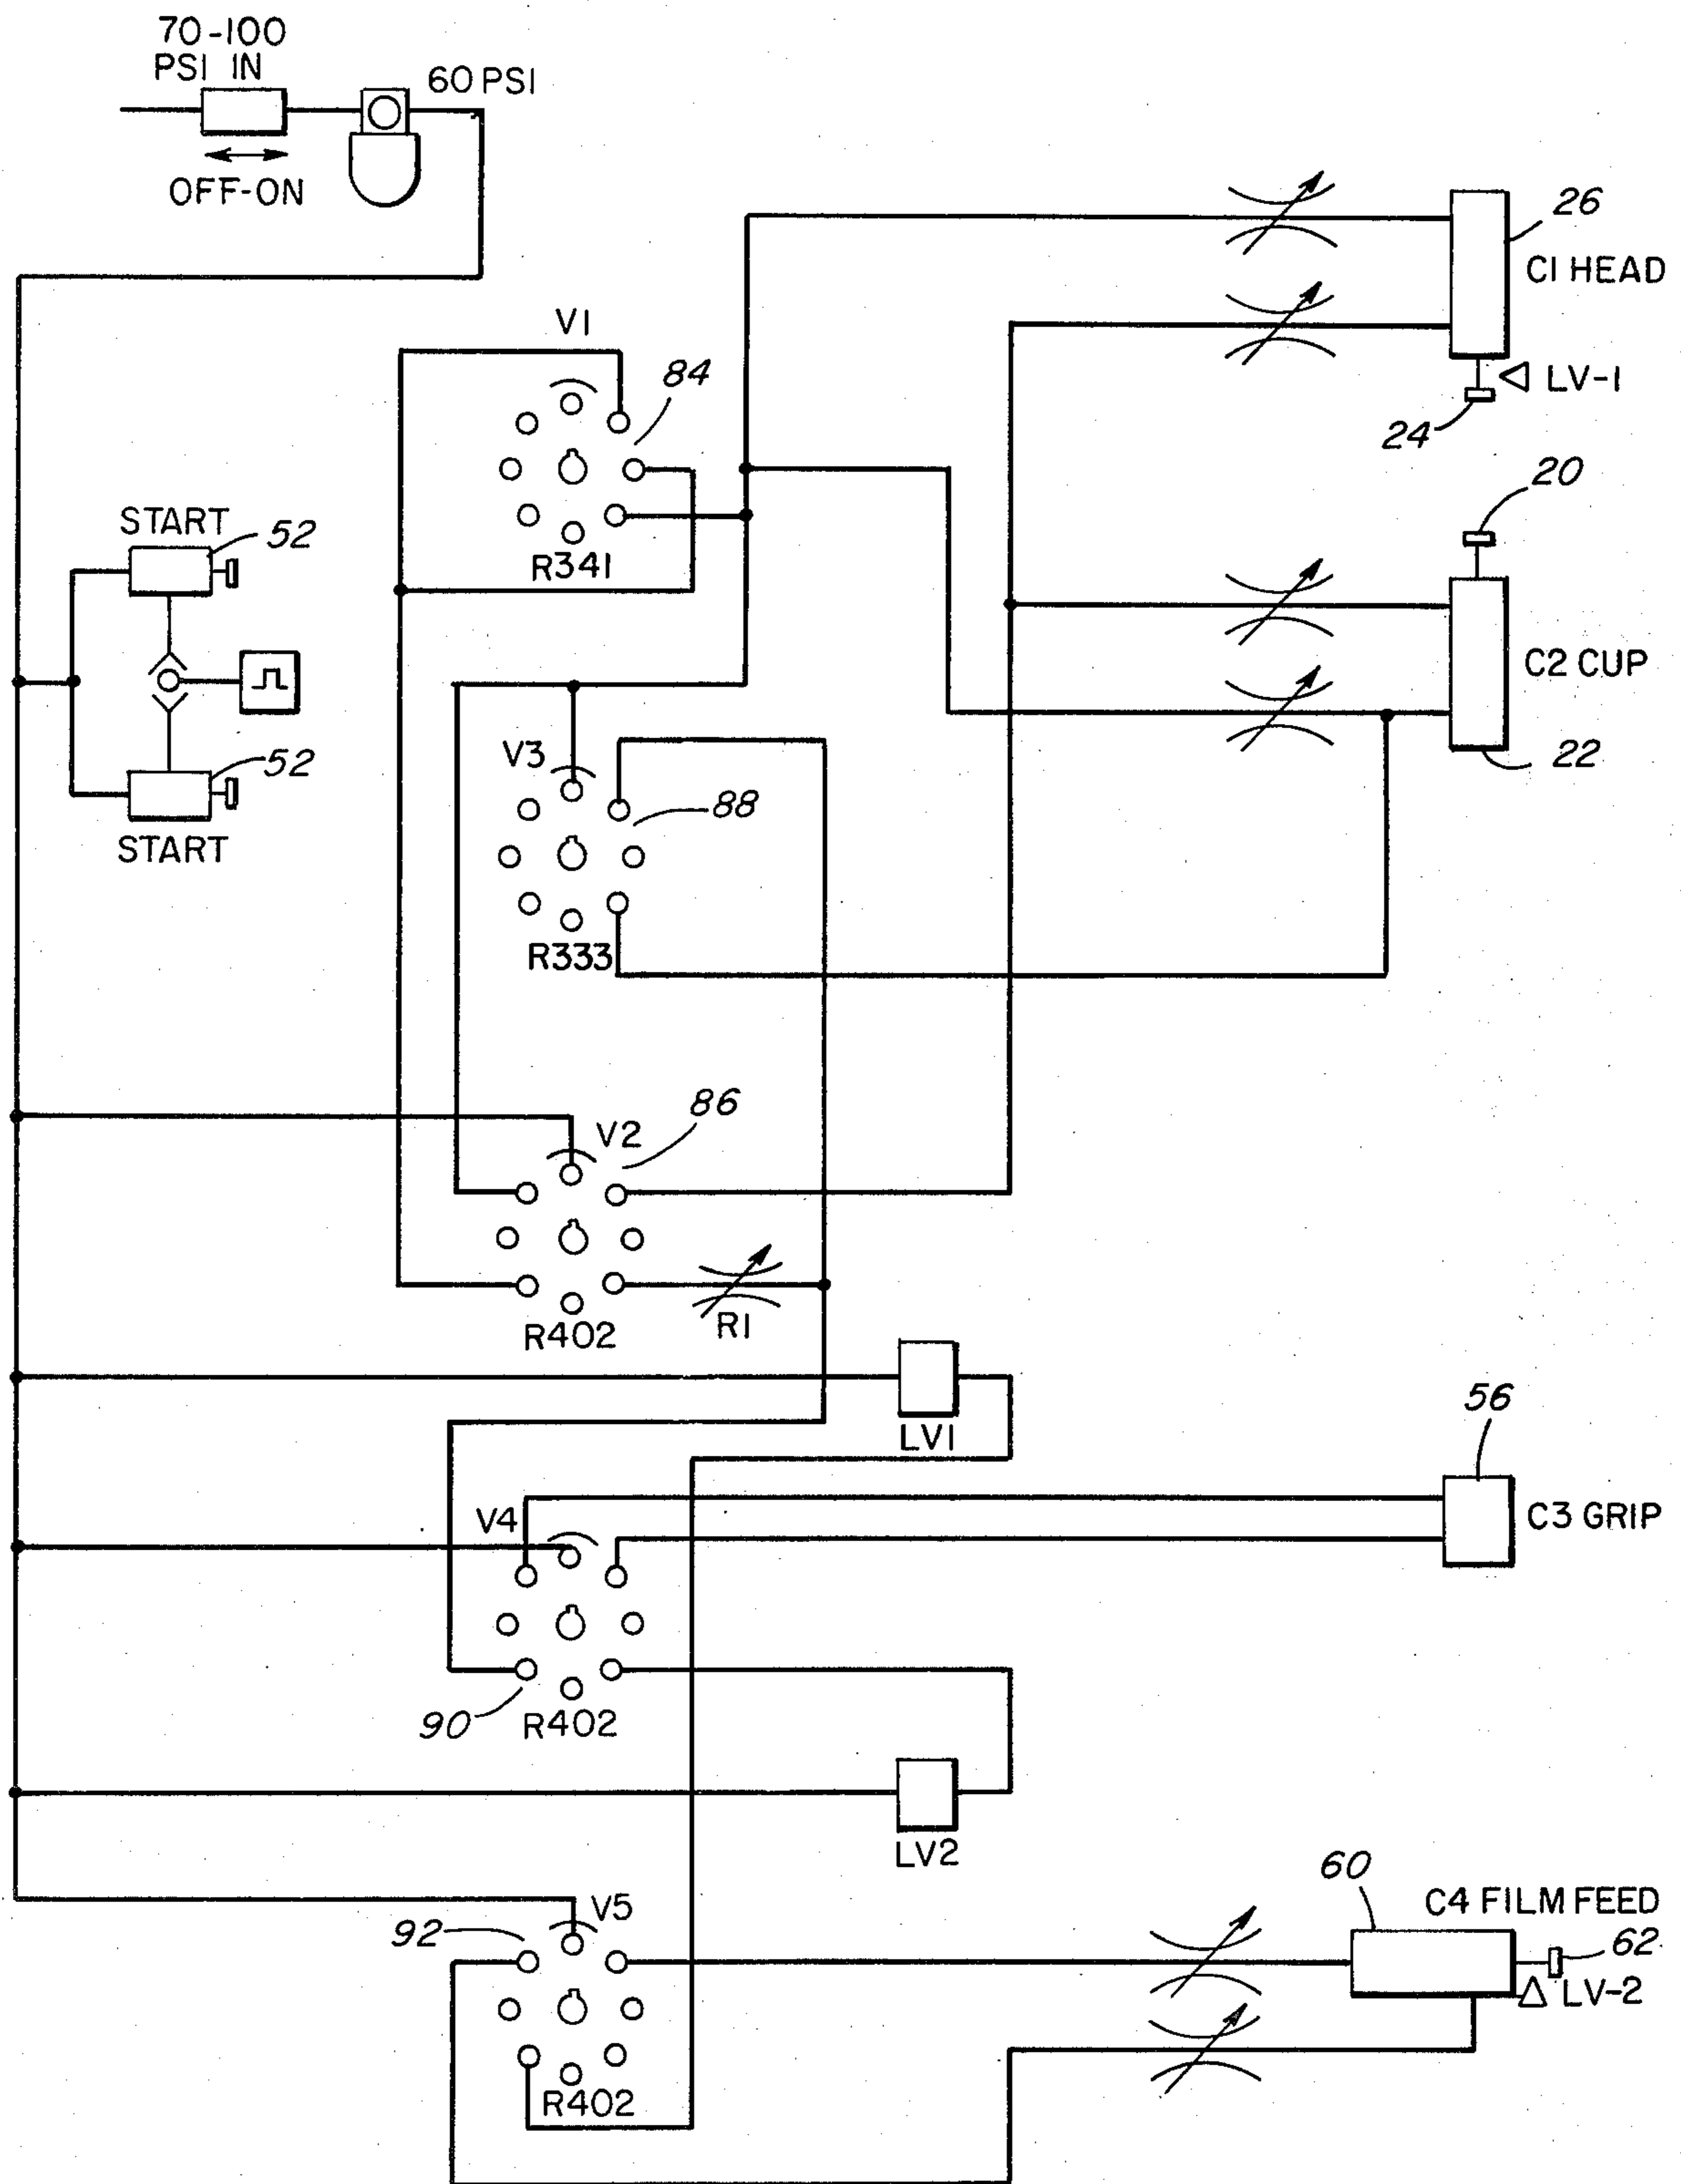 70-100
PSI IN
60 PSI
OFF-ON
26
C1 HEAD
V1
84
LV-1
24
20
START
52
R341
C2 CUP
V3
52
22
88
START
R333
86
V2
R1
R402
LV1
56
V4
C3 GRIP
90
R402
LV2
60
C4 FILM FEED
V5
92
62
LV-2
R402